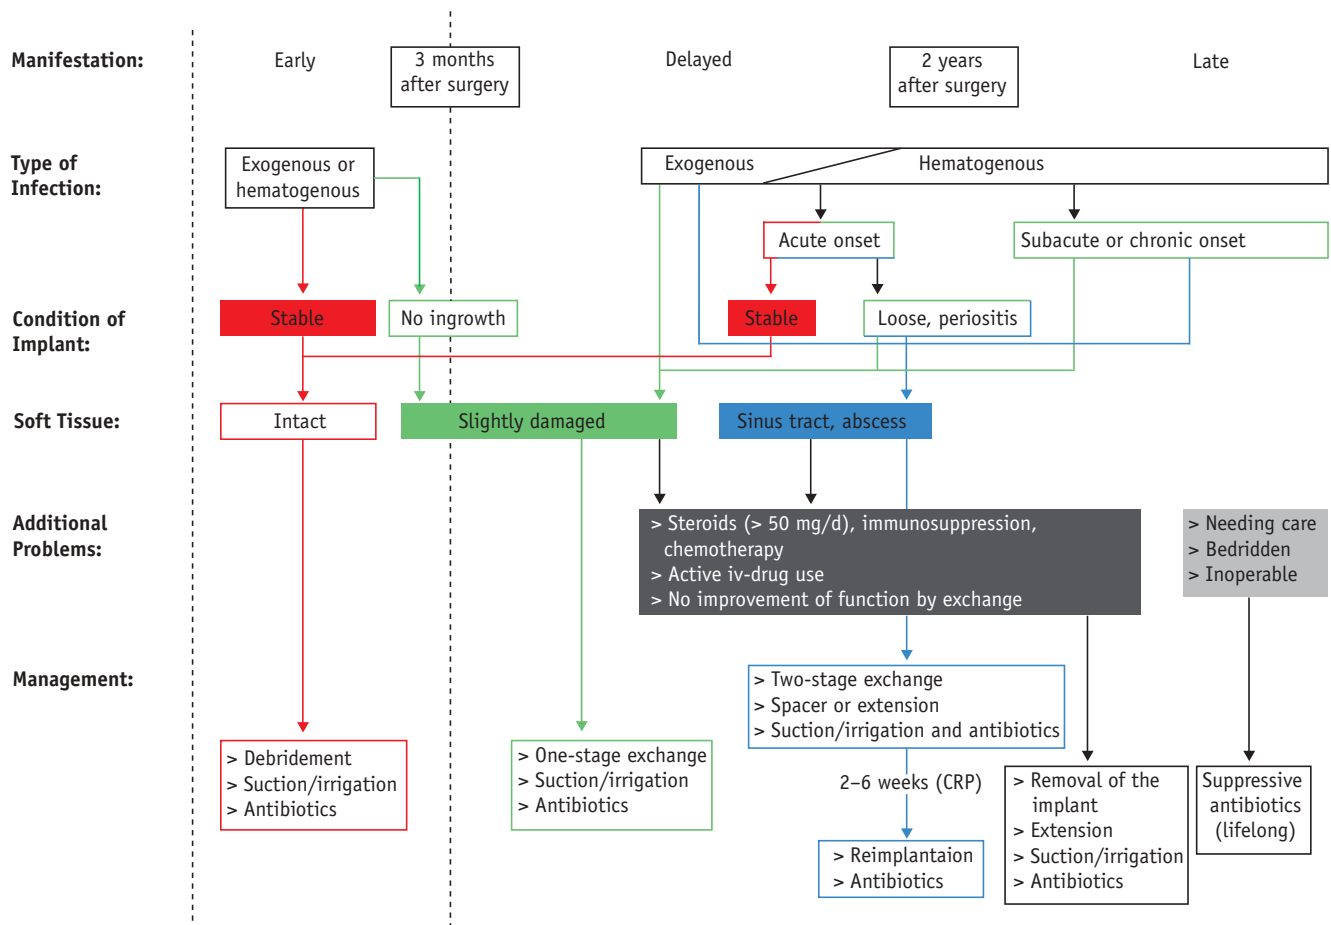 Manifestation:
Early
3 months
after surgery
Delayed
2 years
after surgery
Late
Type of
Infection:
Exogenous or
hematogenous
Exogenous
Hematogenous
Acute onset
Subacute or chronic onset
Condition of
Implant:
Stable
No ingrowth
Stable
Loose, periositis
Soft Tissue:
Intact
Slightly damaged
Sinus tract, abscess
Additional
Problems:
> Steroids (> 50 mg/d), immunosuppression,
chemotherapy
> Active iv-drug use
> No improvement of function by exchange
> Needing care
> Bedridden
> Inoperable
Management:
> Two-stage exchange
> Spacer or extension
> Suction/irrigation and antibiotics
> Debridement
> Suction/irrigation
> Antibiotics
> One-stage exchange
> Suction/irrigation
> Antibiotics
2–6 weeks (CRP)
> Reimplantaion
> Antibiotics
> Removal of the
implant
> Extension
> Suction/irrigation
> Antibiotics
Suppressive
antibiotics
(lifelong)